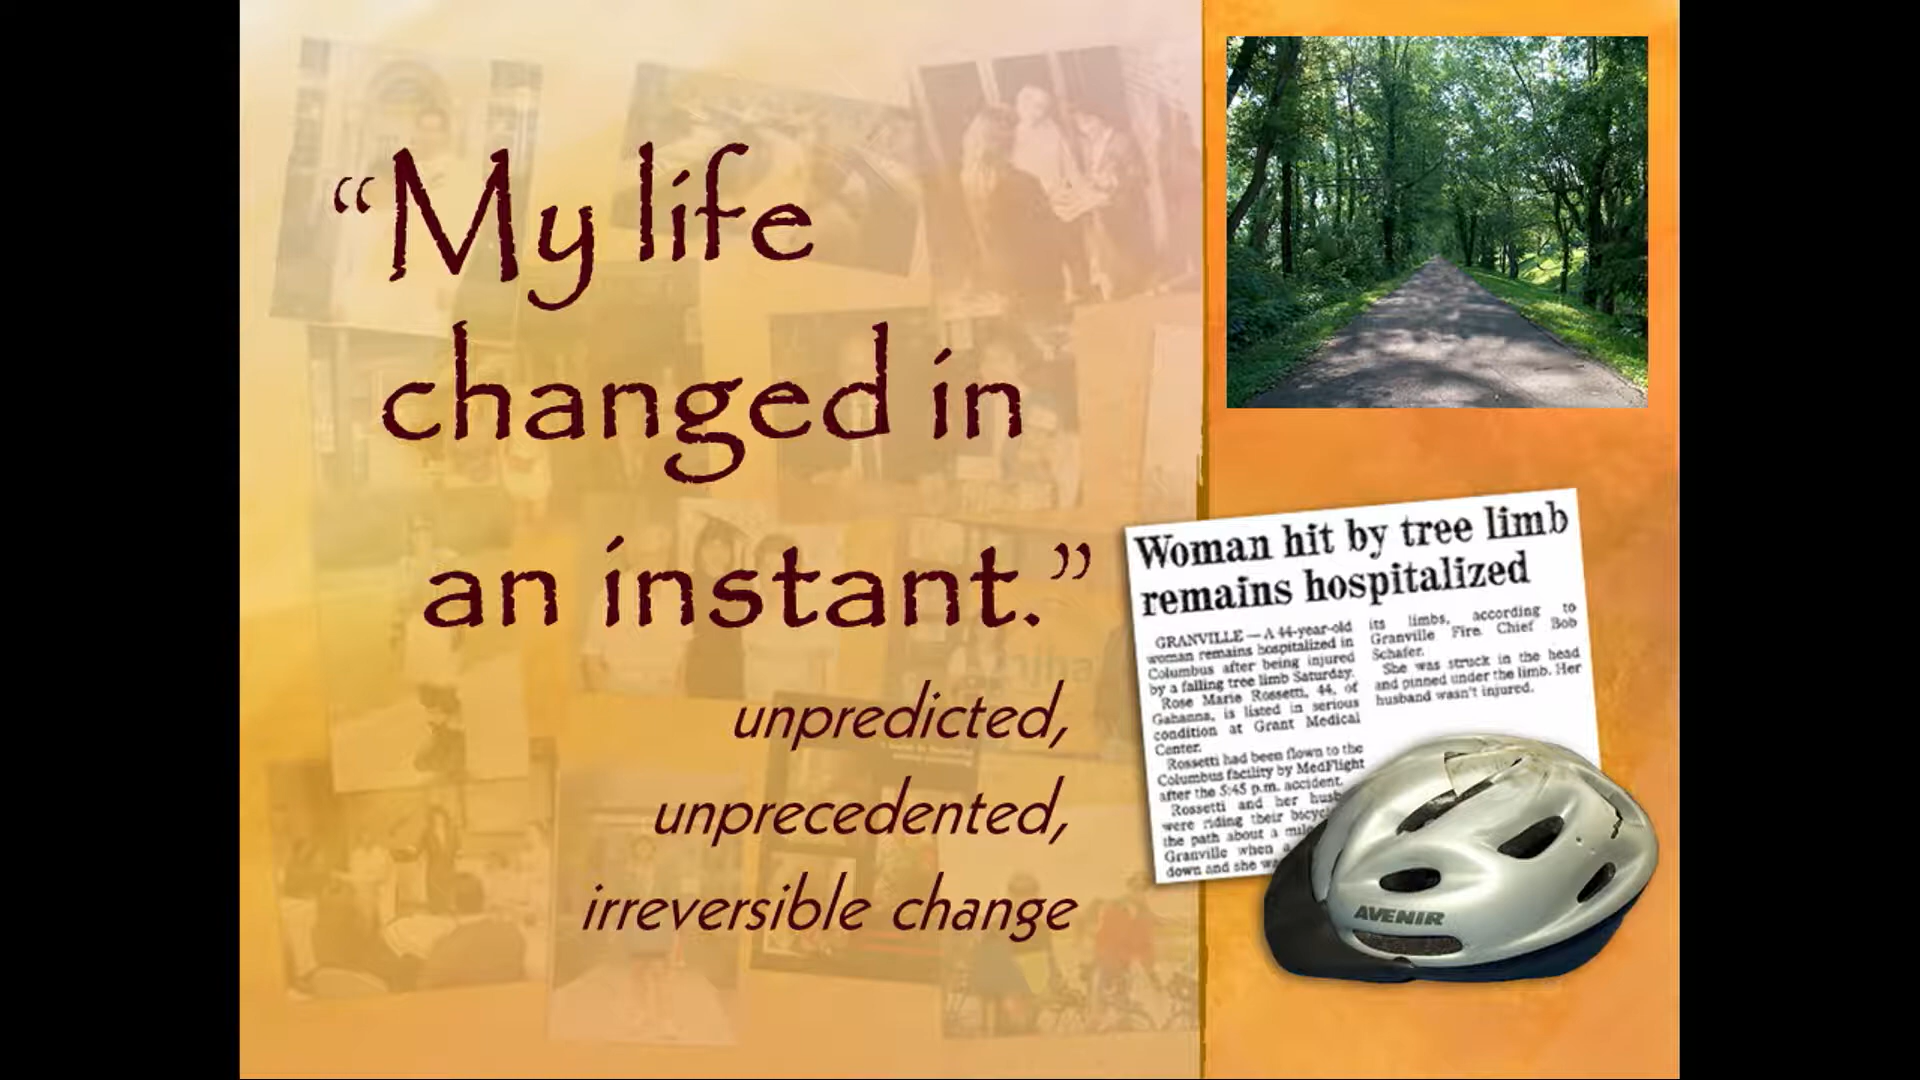 “My life
changed in
an instant.”
unpredicted,
unprecedented,
irreversible change
Woman hit by tree limb
remains hospitalized
GRANVILLE — A 44-year-old
woman remains hospitalized in
Columbus after being injured
by a falling tree limb Saturday.
Rose Marie Rossetti, 44, of
Gahanna, is listed in serious
condition at Grant Medical
Center.
Rossetti had been flown to the
Columbus facility by MedFlight
after the 5:45 p.m. accident.
Rossetti and her
were riding their
the path about a
Granville when a
down and she
its limbs, according to
Granville Fire Chief Bob
Schafer.
She was struck in the head
and pinned under the limb. Her
husband wasn't injured.
AVENIR